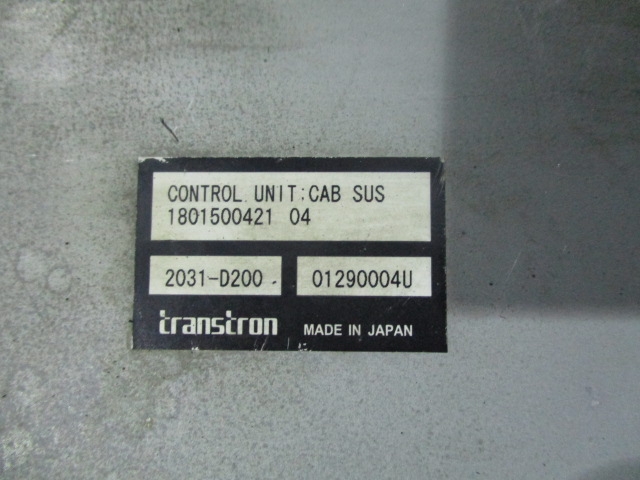 CONTROL UNIT:CAB SUS
1801500421 04
2031-D200
01290004U
transtron
MADE IN JAPAN